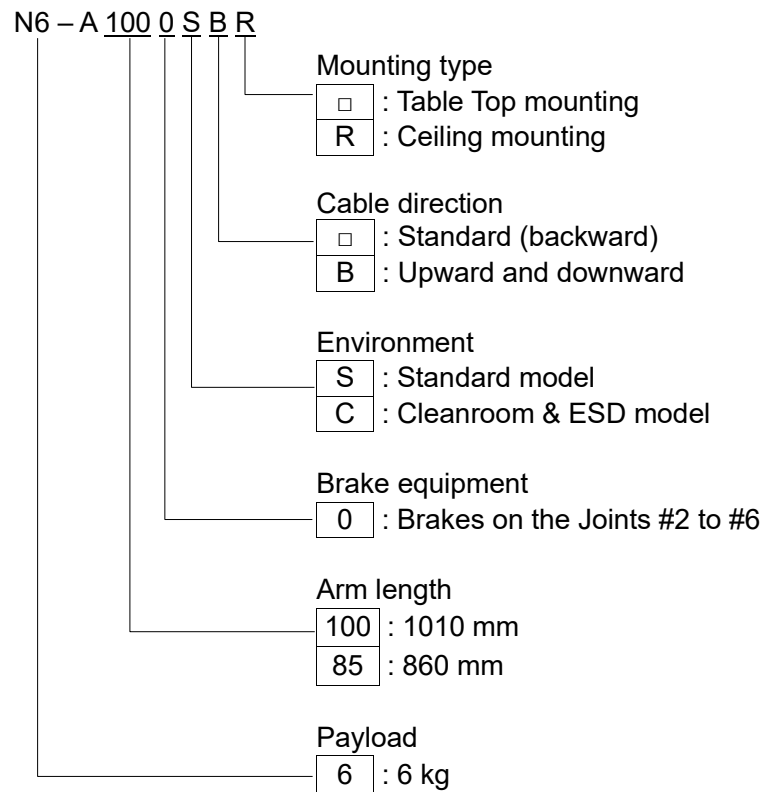 N6 – A 100 0 S B R
Mounting type
□ : Table Top mounting
R : Ceiling mounting
Cable direction
□ : Standard (backward)
B : Upward and downward
Environment
S : Standard model
C : Cleanroom & ESD model
Brake equipment
0 : Brakes on the Joints #2 to #6
Arm length
100 : 1010 mm
85 : 860 mm
Payload
6 : 6 kg